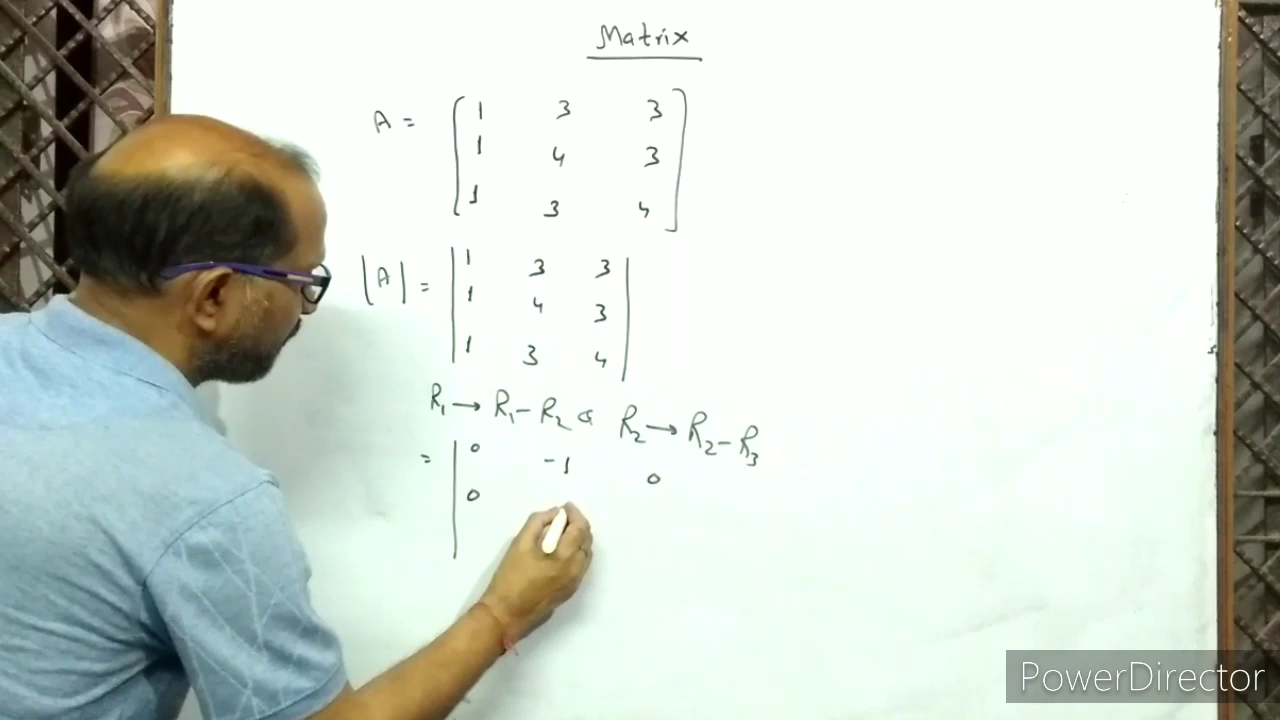 Matrix
A = [ 1 3 3
1 4 3
1 3 4 ]
|A| = | 1 3 3 |
| 1 4 3 |
| 1 3 4 |
R₁ → R₁ - R₂ & R₂ → R₂ - R₃
= | 0 -1 0
| 0
PowerDirector